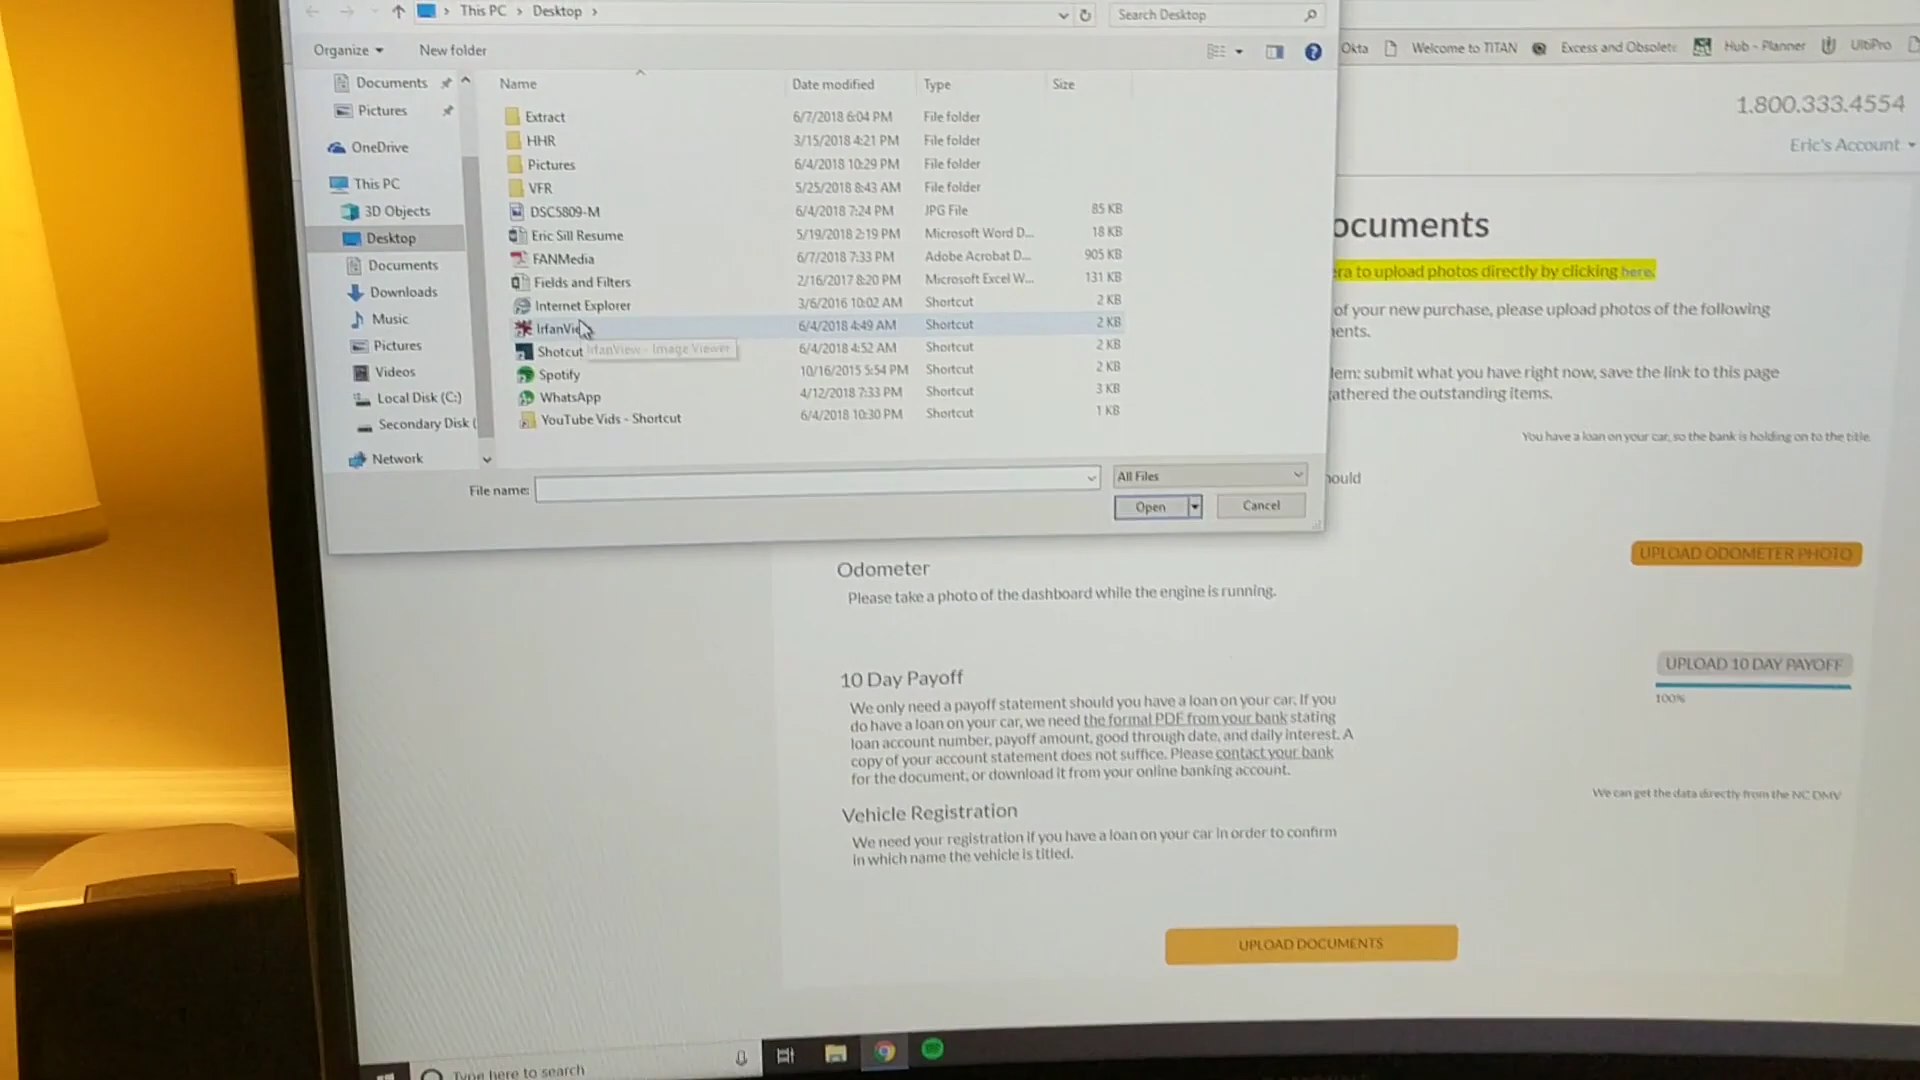 This PC > Desktop >
Search Desktop
Organize
New folder
Okta
Welcome to TITAN
Excess and Obsolete
Hub - Planner
UltiPro
Documents
Pictures
OneDrive
This PC
3D Objects
Desktop
Documents
Downloads
Music
Pictures
Videos
Local Disk (C:)
Secondary Disk (
Network
Name Date modified Type Size
Extract 6/7/2018 6:04 PM File folder
HHR 3/15/2018 4:21 PM File folder
Pictures 6/4/2018 10:29 PM File folder
VFR 5/25/2018 8:43 AM File folder
DSC5809-M 6/4/2018 7:24 PM JPG File 85 KB
Eric Sill Resume 5/19/2018 2:19 PM Microsoft Word D... 18 KB
FANMedia 6/7/2018 7:33 PM Adobe Acrobat D... 905 KB
Fields and Filters 2/16/2017 8:20 PM Microsoft Excel W... 131 KB
Internet Explorer 3/6/2016 10:02 AM Shortcut 2 KB
IrfanVie 6/4/2018 4:49 AM Shortcut 2 KB
Shotcut 6/4/2018 4:52 AM Shortcut 2 KB
IrfanView - Image Viewer
Spotify 10/16/2015 5:54 PM Shortcut 2 KB
WhatsApp 4/12/2018 7:33 PM Shortcut 3 KB
YouTube Vids - Shortcut 6/4/2018 10:30 PM Shortcut 1 KB
File name:
All Files
Open
Cancel
1.800.333.4554
Eric's Account
ocuments
era to upload photos directly by clicking here.
of your new purchase, please upload photos of the following
ents.
lem: submit what you have right now, save the link to this page
gathered the outstanding items.
You have a loan on your car, so the bank is holding on to the title.
hould
UPLOAD ODOMETER PHOTO
Odometer
Please take a photo of the dashboard while the engine is running.
10 Day Payoff
UPLOAD 10 DAY PAYOFF
100%
We only need a payoff statement should you have a loan on your car. If you
do have a loan on your car, we need the formal PDF from your bank stating
loan account number, payoff amount, good through date, and daily interest. A
copy of your account statement does not suffice. Please contact your bank
for the document, or download it from your online banking account.
We can get the data directly from the NC DMV
Vehicle Registration
We need your registration if you have a loan on your car in order to confirm
in which name the vehicle is titled.
UPLOAD DOCUMENTS
Type here to search